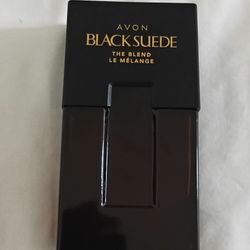 AVON
BLACK SUEDE
THE BLEND
LE MÉLANGE